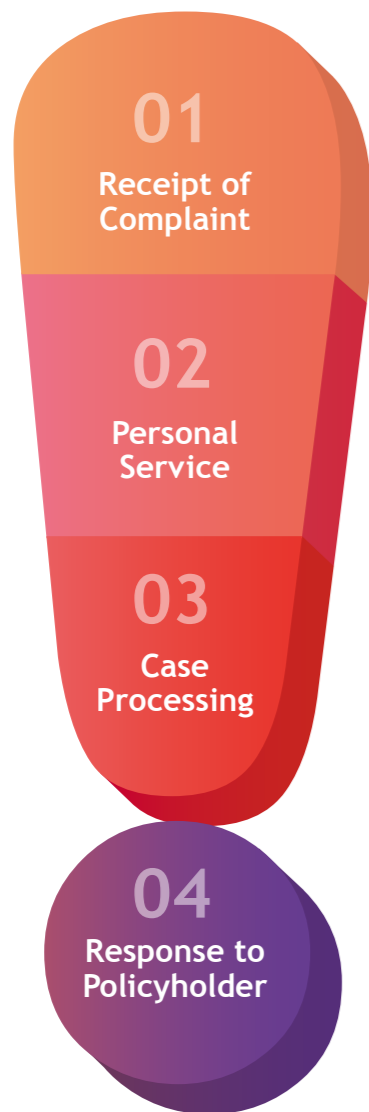 01
Receipt of
Complaint
02
Personal
Service
03
Case
Processing
04
Response to
Policyholder